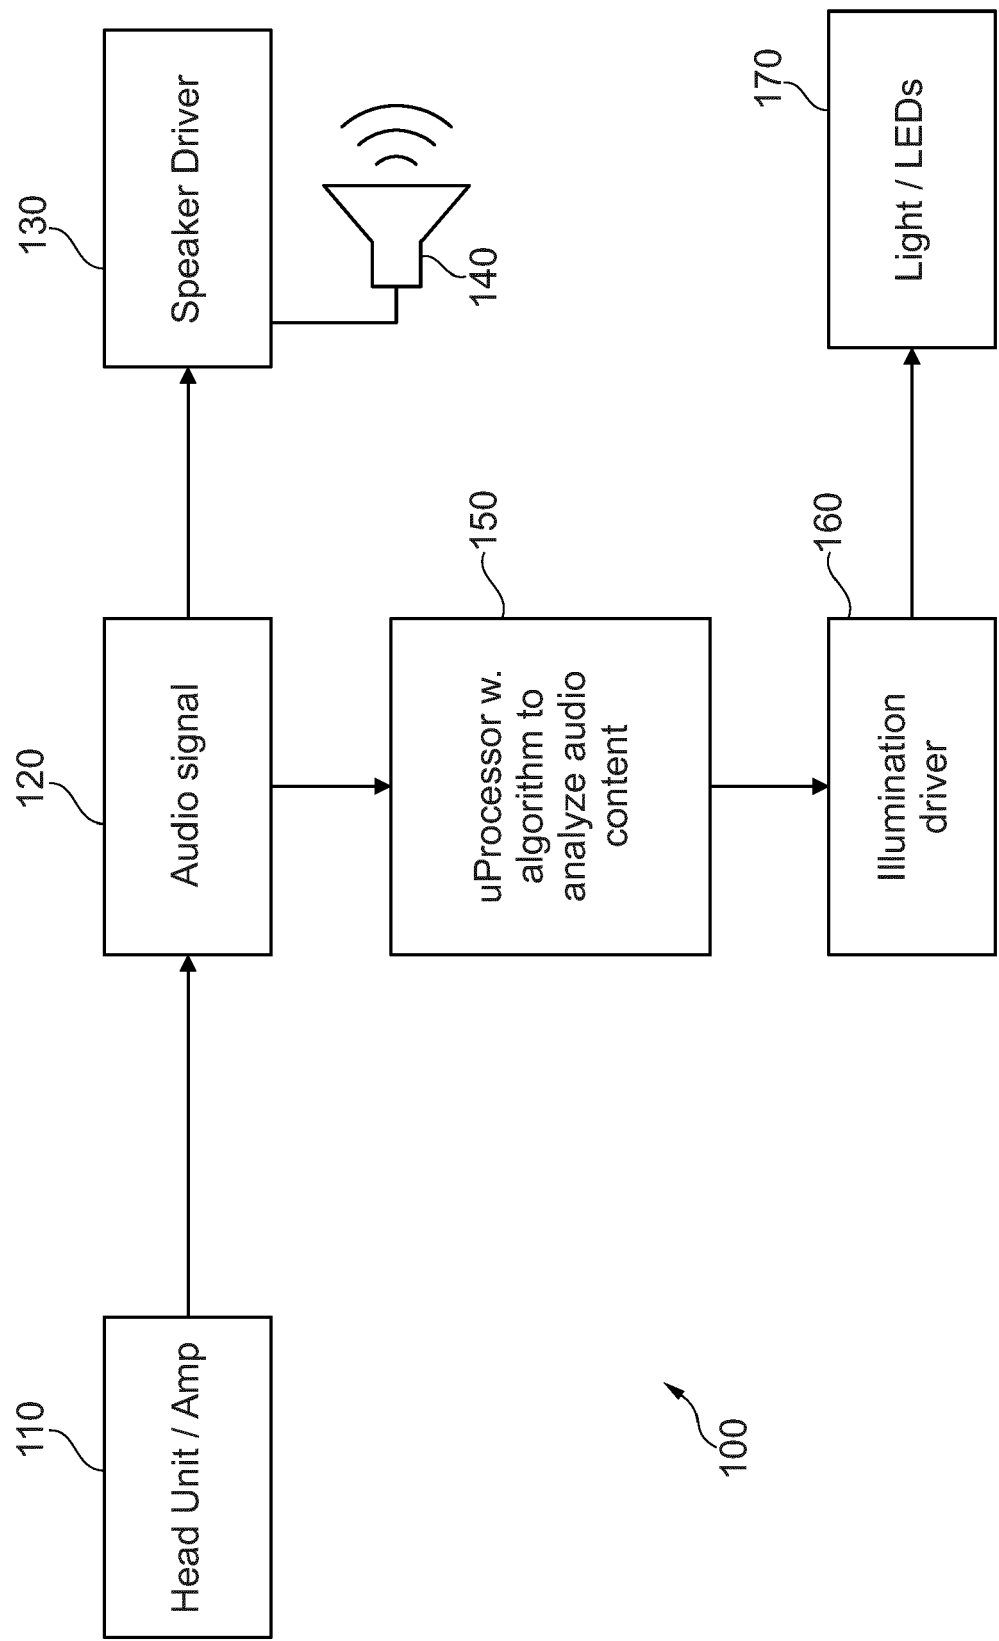 110
Head Unit / Amp
120
Audio signal
130
Speaker Driver
140
150
uProcessor w.
algorithm to
analyze audio
content
160
Illumination
driver
170
Light / LEDs
100